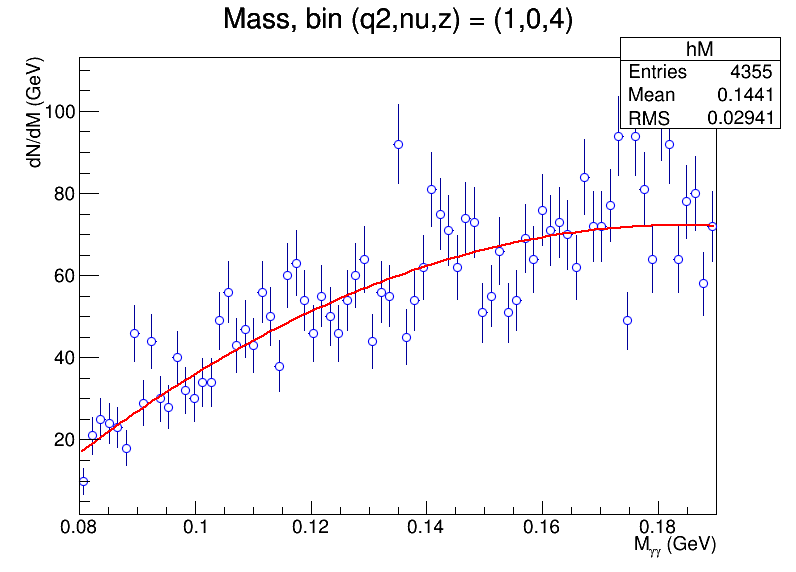 Mass, bin (q2,nu,z) = (1,0,4)
hM
Entries 4355
Mean 0.1441
RMS 0.02941
dN/dM (GeV)
100
80
60
40
20
0.08 0.1 0.12 0.14 0.16 0.18
Mγγ (GeV)